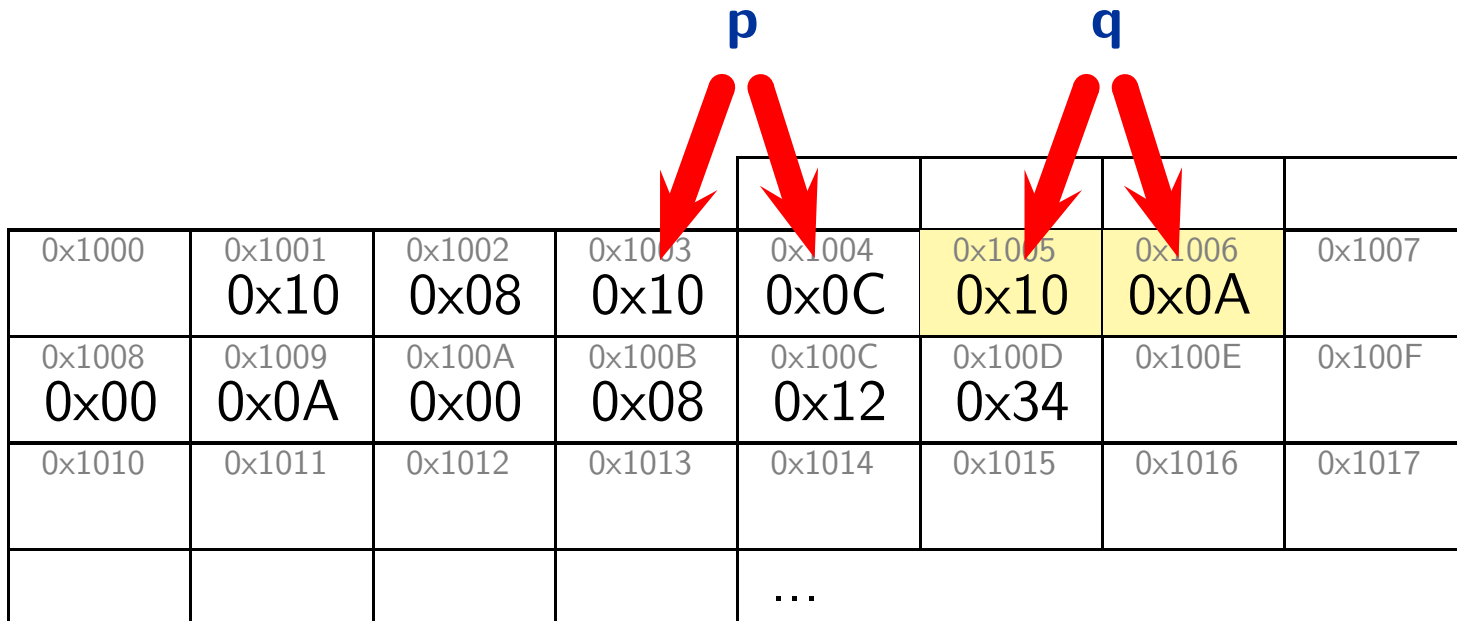 p q
0x1000 0x1001 0x1002 0x1003 0x1004 0x1005 0x1006 0x1007
0x10 0x08 0x10 0x0C 0x10 0x0A
0x1008 0x1009 0x100A 0x100B 0x100C 0x100D 0x100E 0x100F
0x00 0x0A 0x00 0x08 0x12 0x34
0x1010 0x1011 0x1012 0x1013 0x1014 0x1015 0x1016 0x1017
...